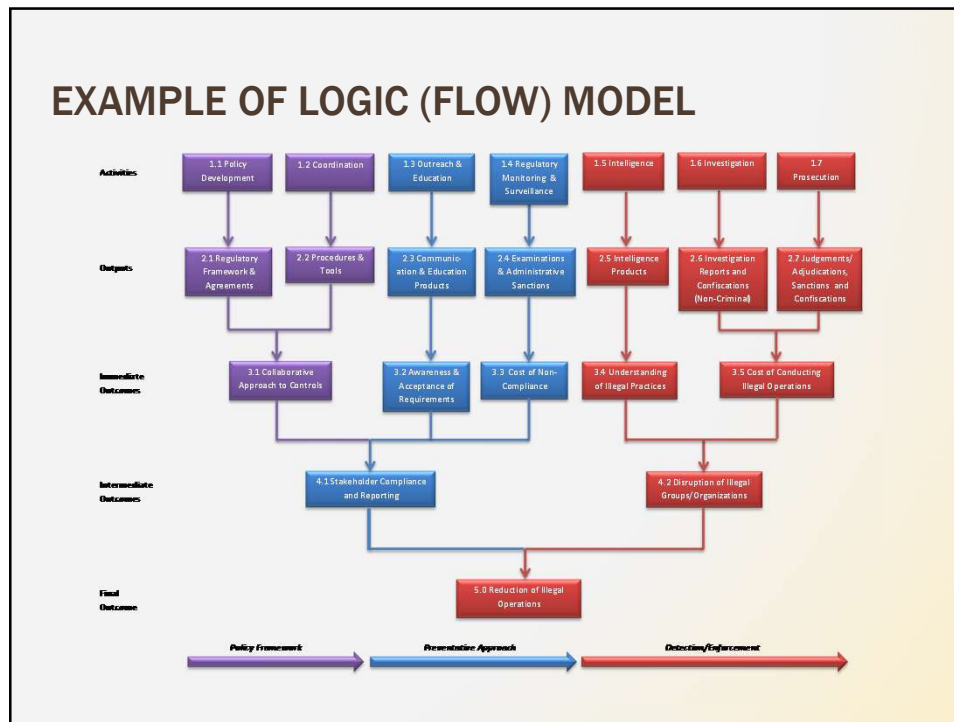 EXAMPLE OF LOGIC (FLOW) MODEL
Activities
1.1 Policy
Development
1.2 Coordination
1.3 Outreach &
Education
1.4 Regulatory
Monitoring &
Surveillance
1.5 Intelligence
1.6 Investigation
1.7
Prosecution
Outputs
2.1 Regulatory
Framework &
Agreements
2.2 Procedures &
Tools
2.3 Communic-
ation & Education
Products
2.4 Examinations
& Administrative
Sanctions
2.5 Intelligence
Products
2.6 Investigation
Reports and
Confiscations
(Non-Criminal)
2.7 Judgements/
Adjudications,
Sanctions and
Confiscations
Immediate
Outcomes
3.1 Collaborative
Approach to Controls
3.2 Awareness &
Acceptance of
Requirements
3.3 Cost of Non-
Compliance
3.4 Understanding
of Illegal Practices
3.5 Cost of Conducting
Illegal Operations
Intermediate
Outcomes
4.1 Stakeholder Compliance
and Reporting
4.2 Disruption of Illegal
Groups/Organizations
Final
Outcome
5.0 Reduction of Illegal
Operations
Policy Framework
Preventative Approach
Detection/Enforcement